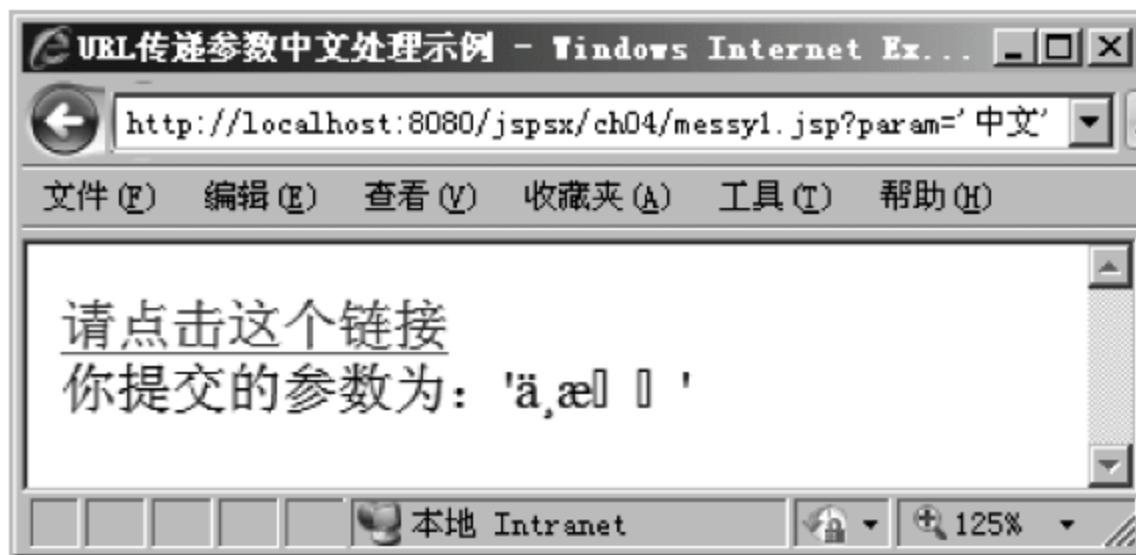 URL传递参数中文处理示例 - Windows Internet Ex...
http://localhost:8080/jspsx/ch04/messy1.jsp?param='中文'
文件(F) 编辑(E) 查看(V) 收藏夹(A) 工具(T) 帮助(H)
请点击这个链接
你提交的参数为：'ä¸æ '
本地 Intranet 125%